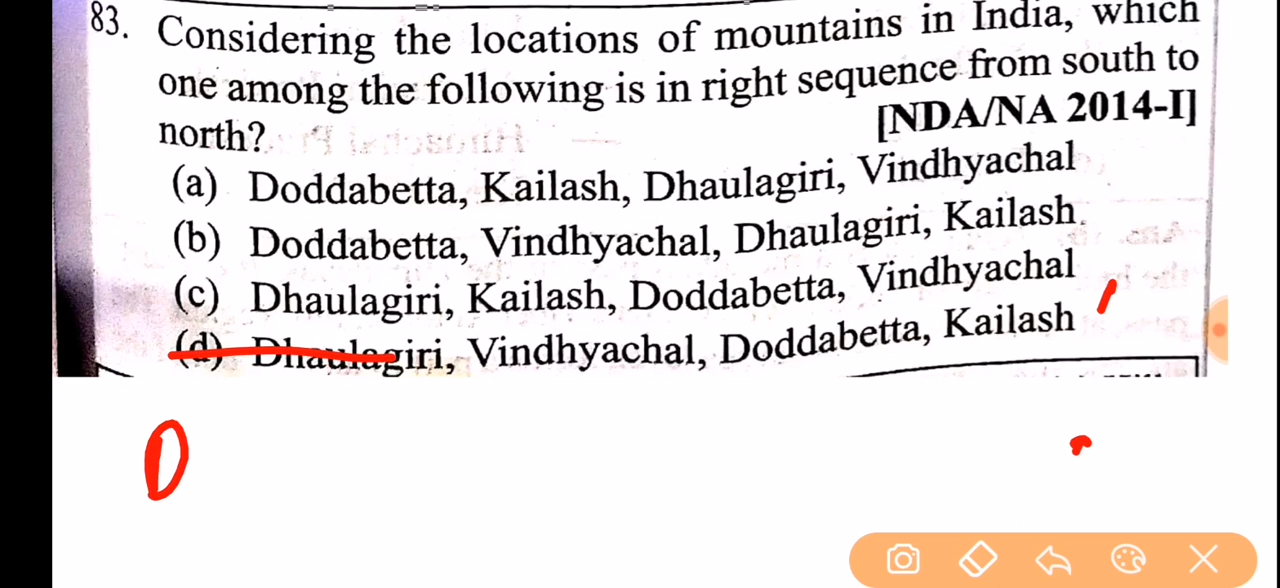 83. Considering the locations of mountains in India, which
one among the following is in right sequence from south to
north? [NDA/NA 2014-I]
(a) Doddabetta, Kailash, Dhaulagiri, Vindhyachal
(b) Doddabetta, Vindhyachal, Dhaulagiri, Kailash.
(c) Dhaulagiri, Kailash, Doddabetta, Vindhyachal
(d) Dhaulagiri, Vindhyachal, Doddabetta, Kailash